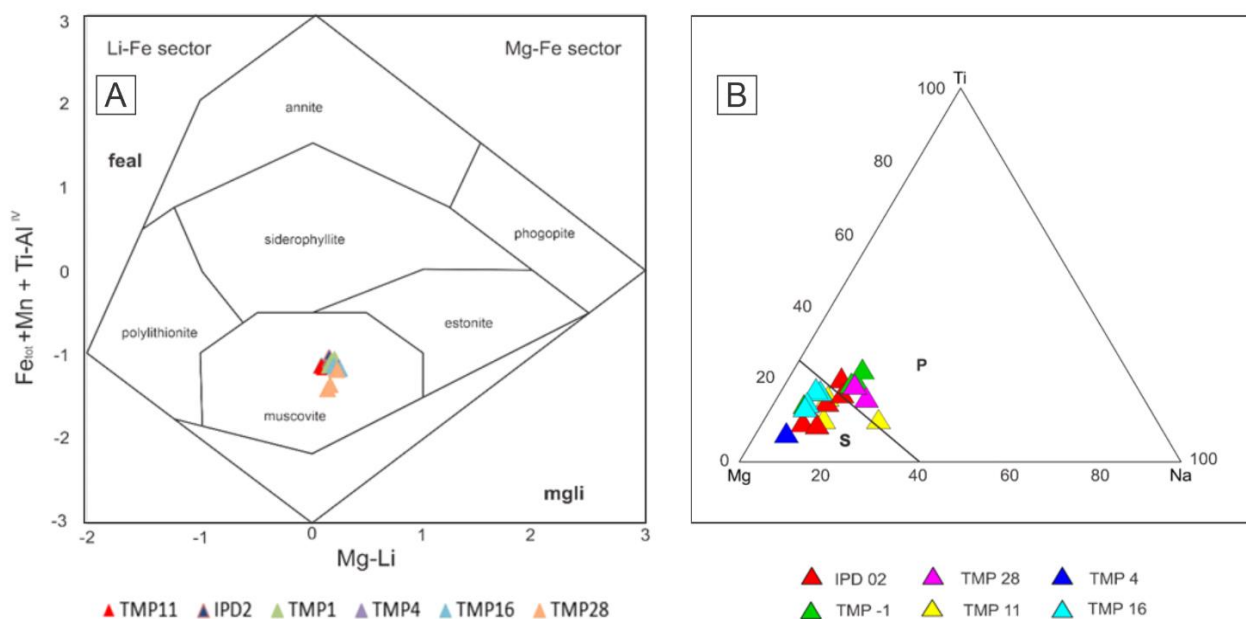 A
Li-Fe sector
Mg-Fe sector
feal
annite
siderophyllite
phogopite
polylithionite
estonite
muscovite
mgli
3
2
1
0
-1
-2
-3
Fetot +Mn + Ti-Al IV
-2 -1 0 1 2 3
Mg-Li
TMP11 IPD2 TMP1 TMP4 TMP16 TMP28
B
Ti
100
80
60
40
20
0
P
S
Mg 20 40 60 80 Na 100
IPD 02 TMP 28 TMP 4
TMP -1 TMP 11 TMP 16